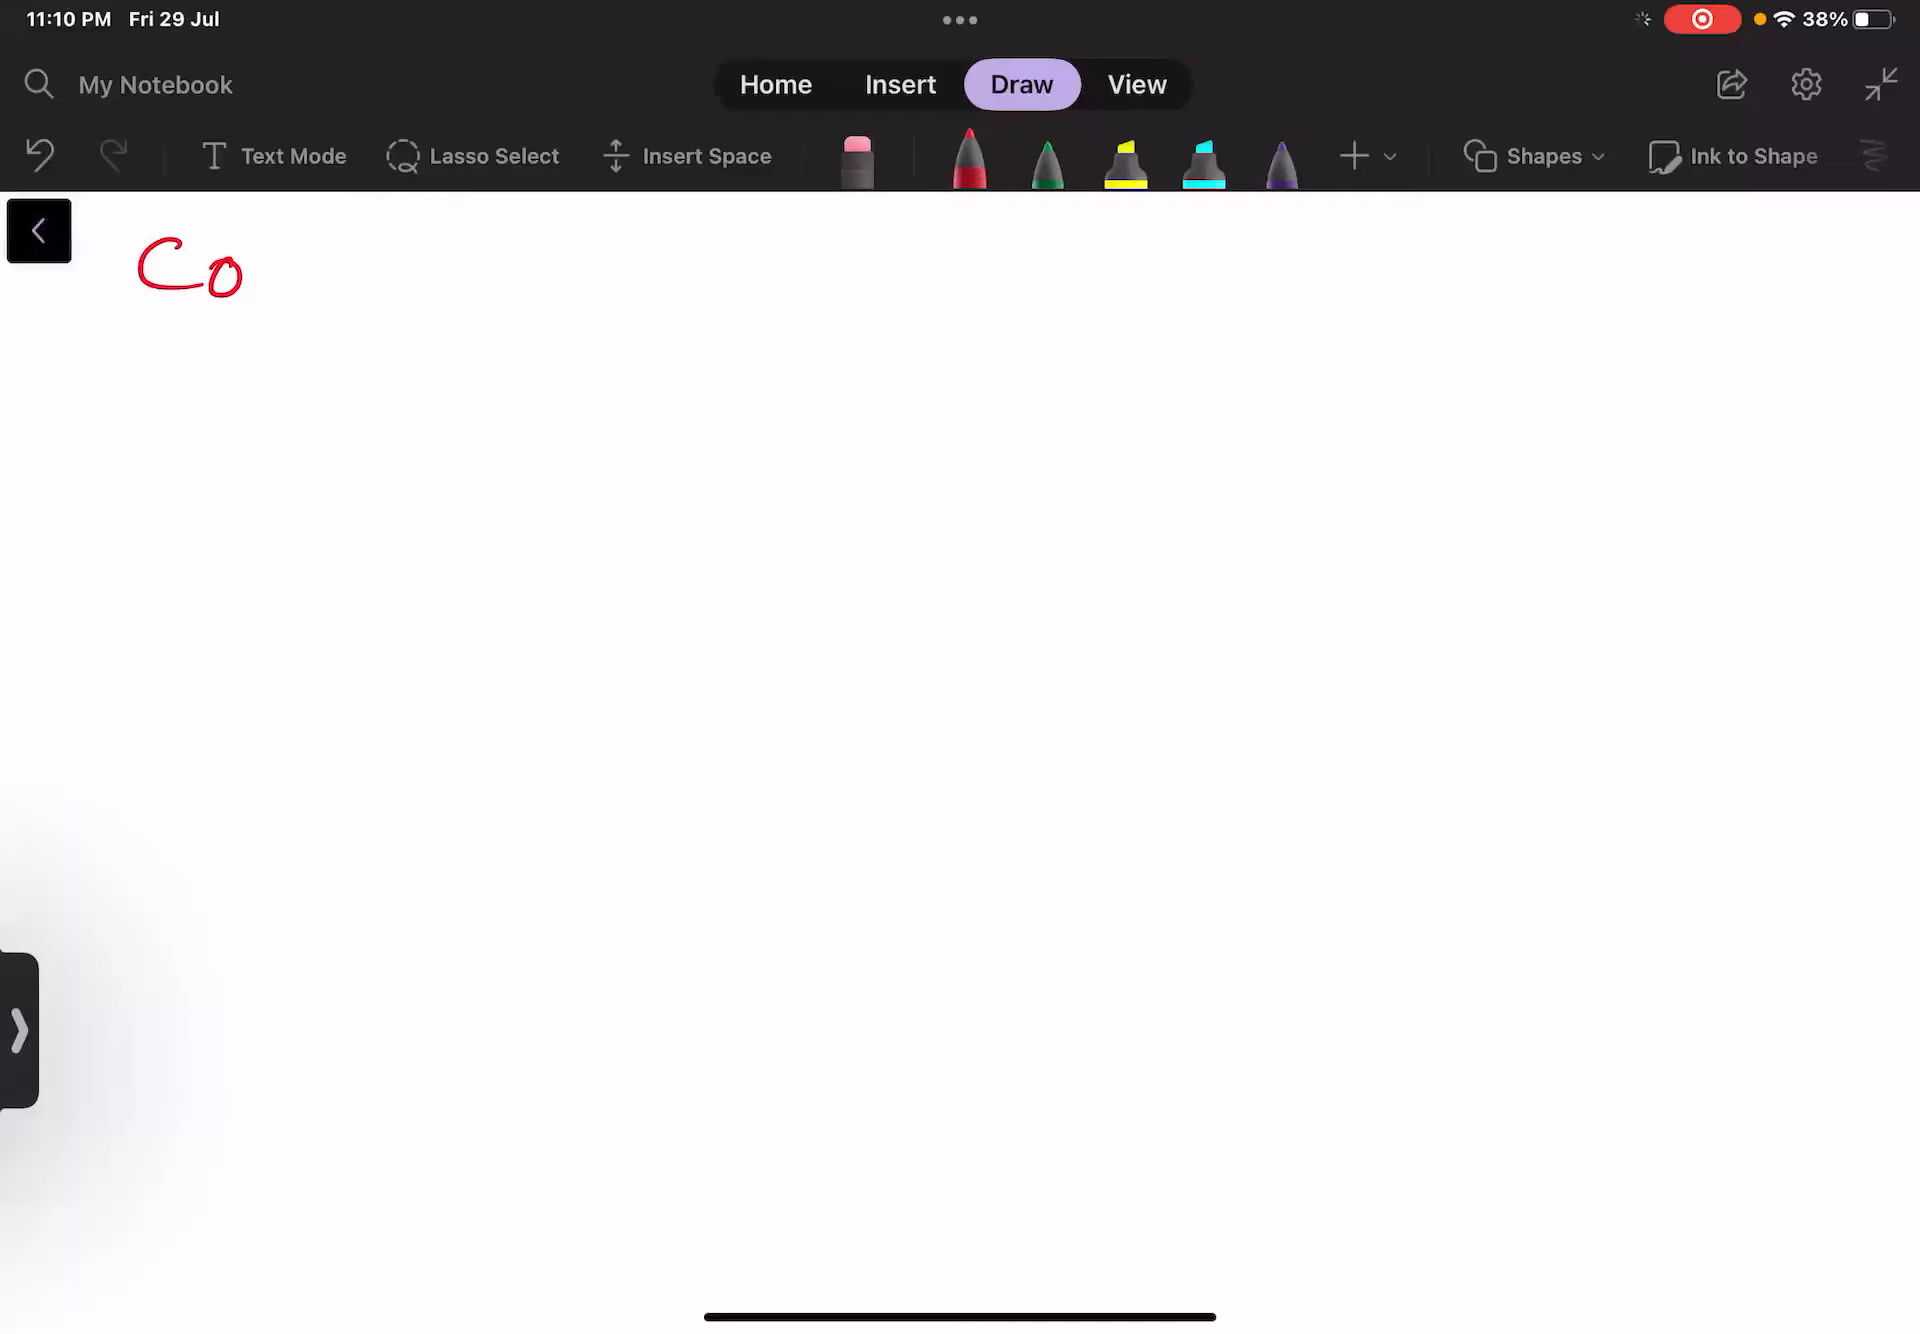 11:10 PM Fri 29 Jul 38%
My Notebook Home Insert Draw View
Text Mode Lasso Select Insert Space Shapes Ink to Shape
Co